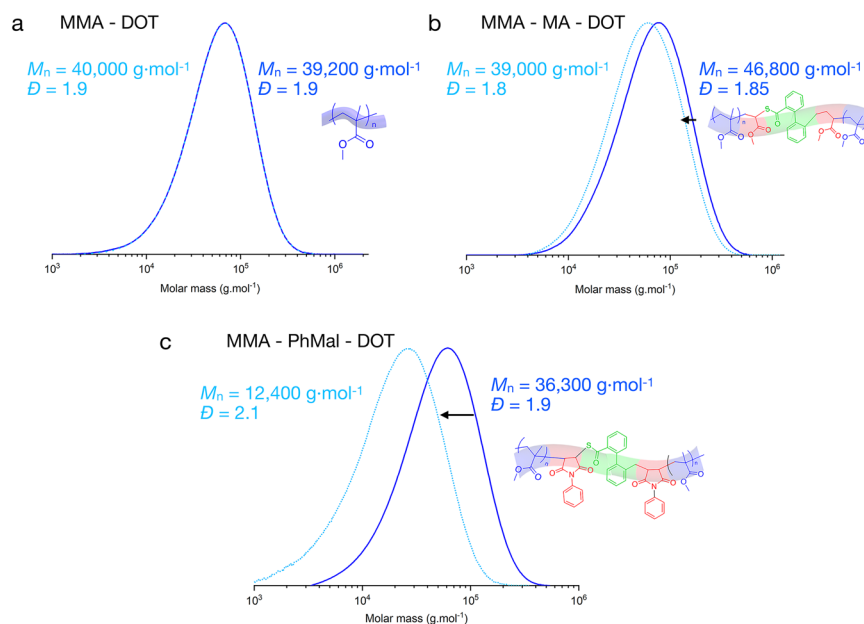 a
MMA - DOT
Mn = 40,000 g·mol-1
Đ = 1.9
Mn = 39,200 g·mol-1
Đ = 1.9
n
O
O
10³
10⁴
10⁵
10⁶
Molar mass (g.mol-1)
b
MMA - MA - DOT
Mn = 39,000 g·mol-1
Đ = 1.8
Mn = 46,800 g·mol-1
Đ = 1.85
S
O
n
O
O
O
O
O
O
O
O
n
10³
10⁴
10⁵
10⁶
Molar mass (g.mol-1)
c
MMA - PhMal - DOT
Mn = 12,400 g·mol-1
Đ = 2.1
Mn = 36,300 g·mol-1
Đ = 1.9
S
O
n
O
O
O
N
O
O
N
O
O
O
n
10³
10⁴
10⁵
10⁶
Molar mass (g.mol-1)